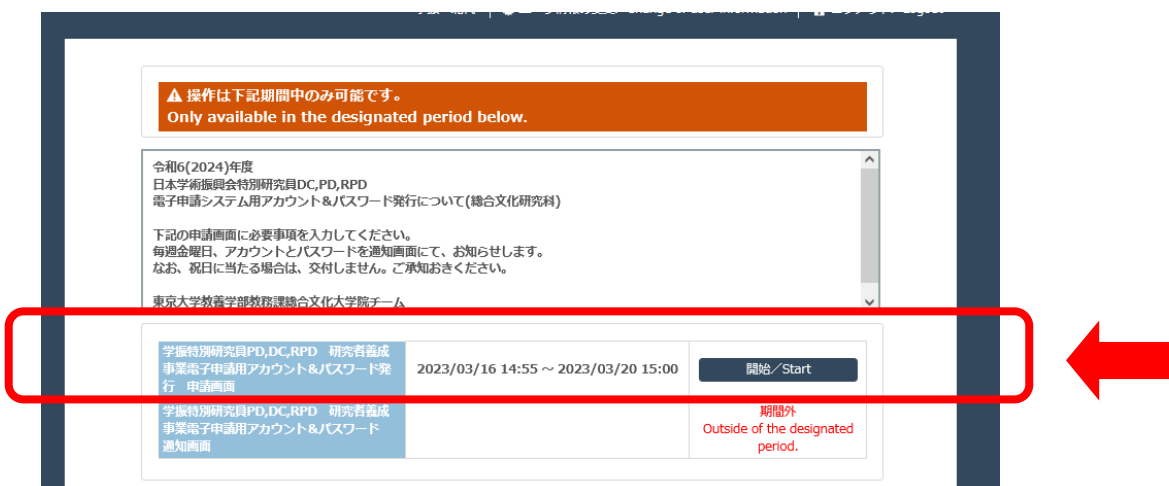 操作は下記期間中のみ可能です。
Only available in the designated period below.
令和6(2024)年度
日本学術振興会特別研究員DC,PD,RPD
電子申請システム用アカウント&パスワード発行について(総合文化研究科)
下記の申請画面に必要事項を入力してください。
毎週金曜日、アカウントとパスワードを通知画面にて、お知らせします。
なお、祝日に当たる場合は、交付しません。ご承知おきください。
東京大学教養学部教務課総合文化大学院チーム
学振特別研究員PD,DC,RPD 研究者養成
事業電子申請用アカウント&パスワード発
行 申請画面
2023/03/16 14:55 ～ 2023/03/20 15:00
開始／Start
学振特別研究員PD,DC,RPD 研究者養成
事業電子申請用アカウント&パスワード
通知画面
期間外
Outside of the designated
period.